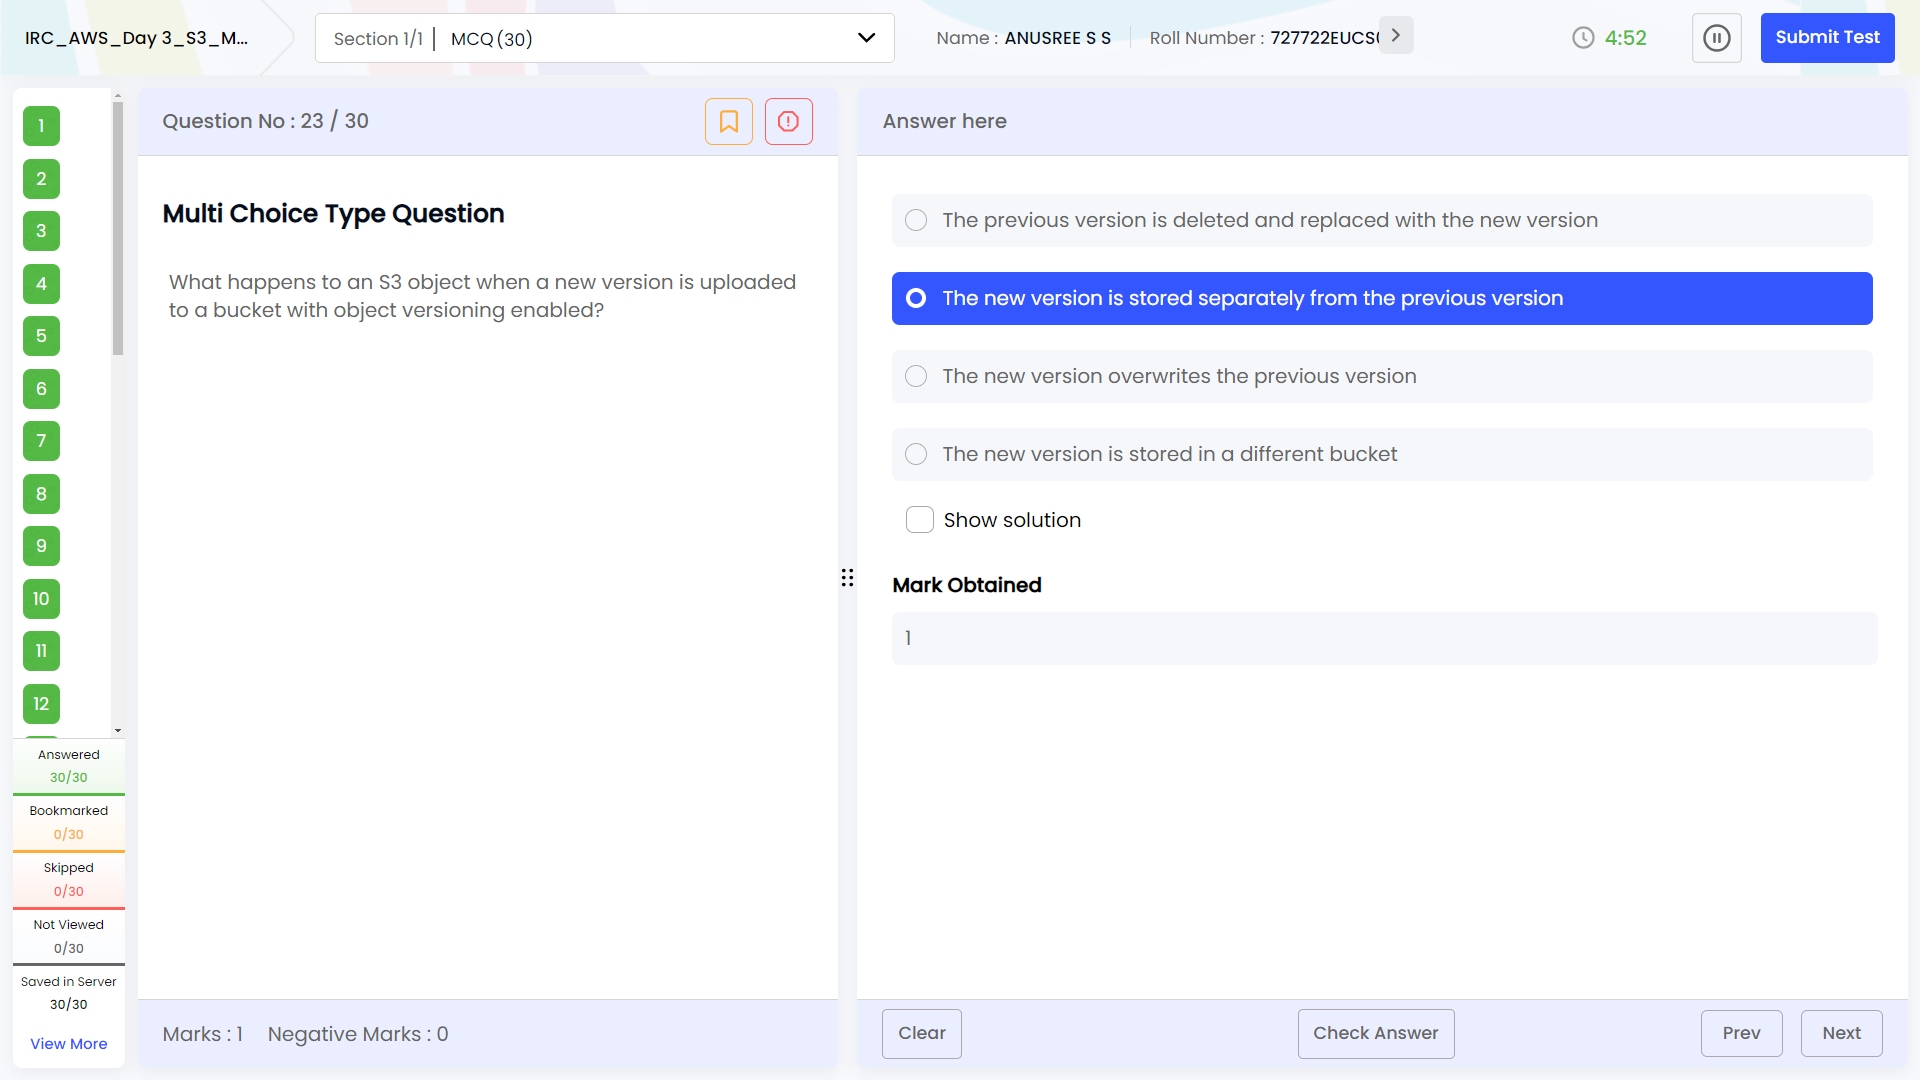 IRC_AWS_Day 3_S3_M...
Section 1/1 | MCQ (30)
Name : ANUSREE S S
Roll Number : 727722EUCS
4:52
Submit Test
1
2
3
4
5
6
7
8
9
10
11
12
Answered
30/30
Bookmarked
0/30
Skipped
0/30
Not Viewed
0/30
Saved in Server
30/30
View More
Question No : 23 / 30
Multi Choice Type Question
What happens to an S3 object when a new version is uploaded
to a bucket with object versioning enabled?
Marks : 1 Negative Marks : 0
Answer here
The previous version is deleted and replaced with the new version
The new version is stored separately from the previous version
The new version overwrites the previous version
The new version is stored in a different bucket
Show solution
Mark Obtained
1
Clear
Check Answer
Prev
Next